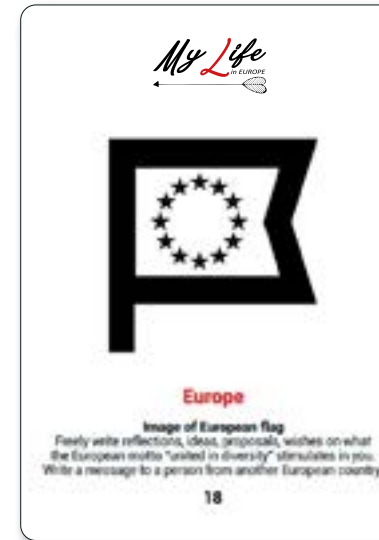 My Life
in EUROPE
Europe
Image of European flag
Freely write reflections, ideas, proposals, wishes on what
the European motto "united in diversity" stimulates in you.
Write a message to a person from another European country
18